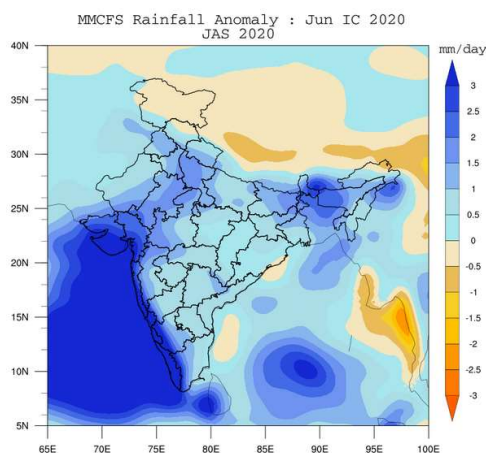 MMCFS Rainfall Anomaly : Jun IC 2020
JAS 2020
mm/day
40N
35N
30N
25N
20N
15N
10N
5N
65E 70E 75E 80E 85E 90E 95E 100E
3
2.5
2
1.5
1
0.5
0
-0.5
-1
-1.5
-2
-2.5
-3